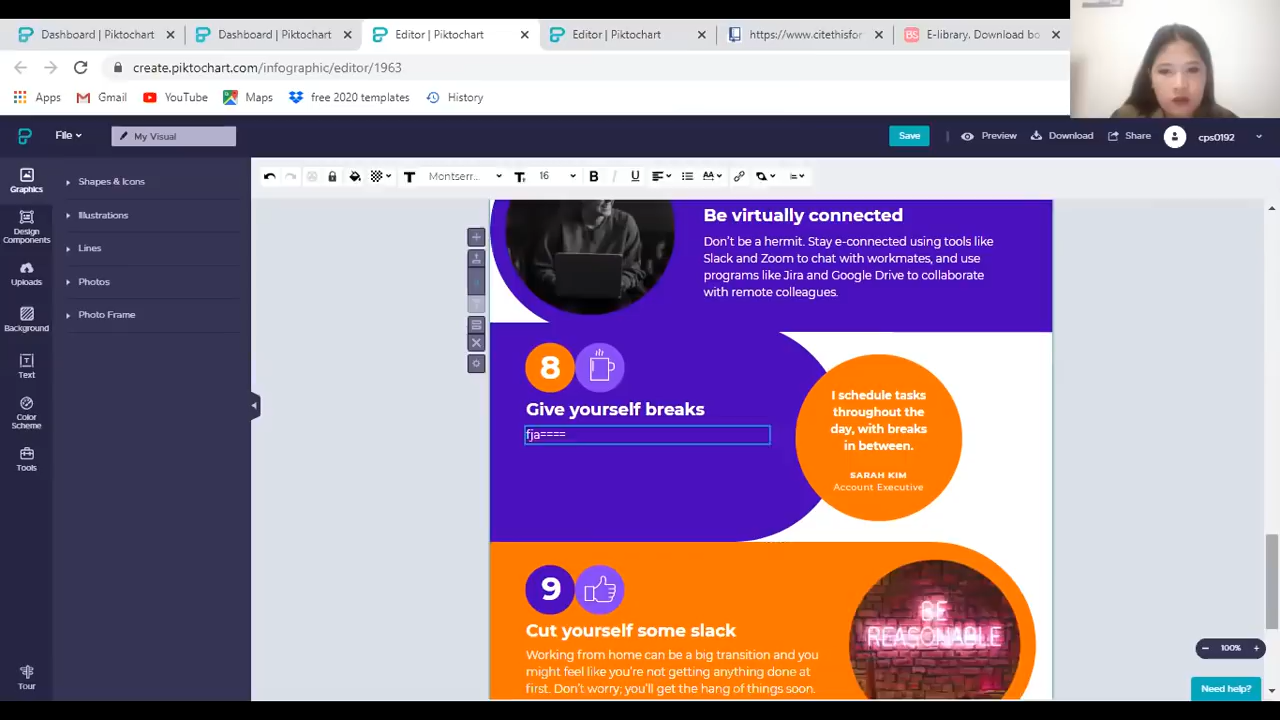 Dashboard | Piktochart
Dashboard | Piktochart
Editor | Piktochart
Editor | Piktochart
https://www.citethisfor
E-library. Download bo
create.piktochart.com/infographic/editor/1963
Apps
Gmail
YouTube
Maps
free 2020 templates
History
File
My Visual
Save
Preview
Download
Share
cps0192
Graphics
Design
Components
Uploads
Background
Text
Color
Scheme
Tools
Tour
Shapes & Icons
Illustrations
Lines
Photos
Photo Frame
Montserr...
16
B
U
AA
Be virtually connected
Don't be a hermit. Stay e-connected using tools like
Slack and Zoom to chat with workmates, and use
programs like Jira and Google Drive to collaborate
with remote colleagues.
8
Give yourself breaks
fja====
I schedule tasks
throughout the
day, with breaks
in between.
SARAH KIM
Account Executive
9
Cut yourself some slack
Working from home can be a big transition and you
might feel like you're not getting anything done at
first. Don't worry; you'll get the hang of things soon.
BE
REASONABLE
100%
Need help?